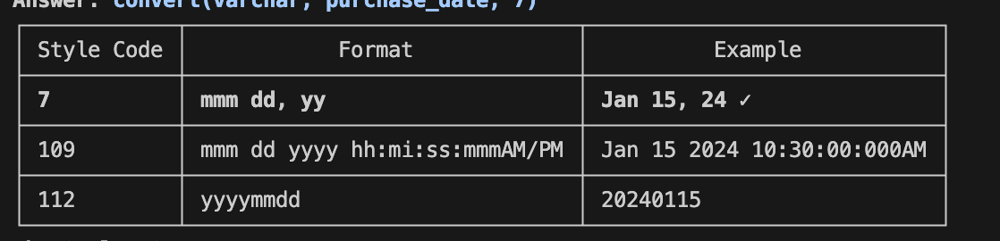 Answer: convert(varchar, purchase_date, 7)
Style Code Format Example
7 mmm dd, yy Jan 15, 24 ✓
109 mmm dd yyyy hh:mi:ss:mmmAM/PM Jan 15 2024 10:30:00:000AM
112 yyyymmdd 20240115